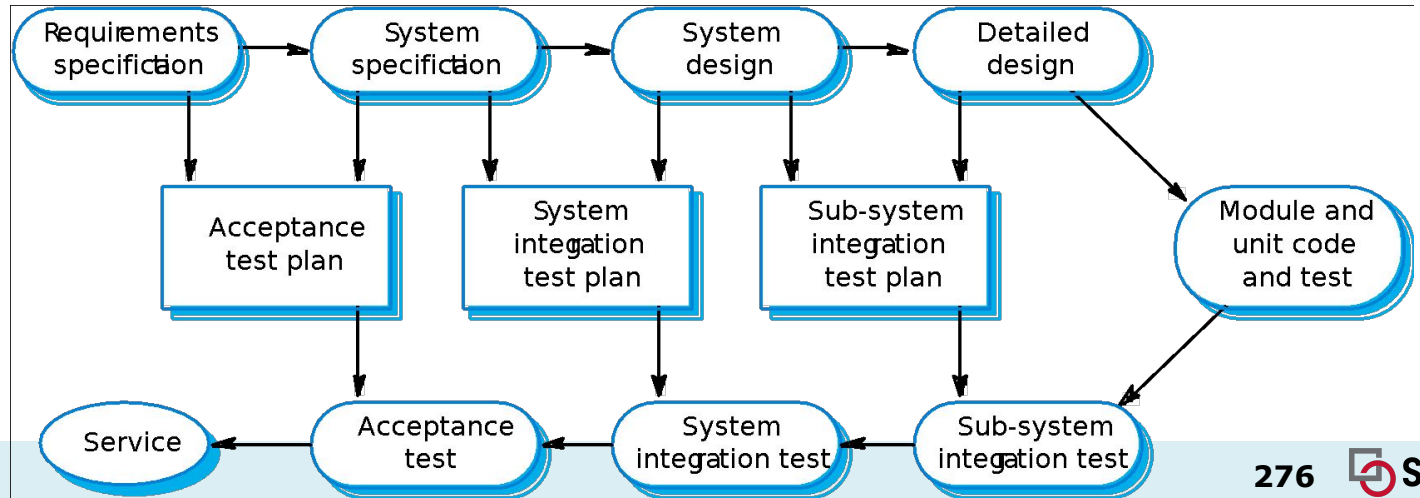 Requirements
specification
System
specification
System
design
Detailed
design
Acceptance
test plan
System
integration
test plan
Sub-system
integration
test plan
Module and
unit code
and test
Service
Acceptance
test
System
integration test
Sub-system
integration test
276
S